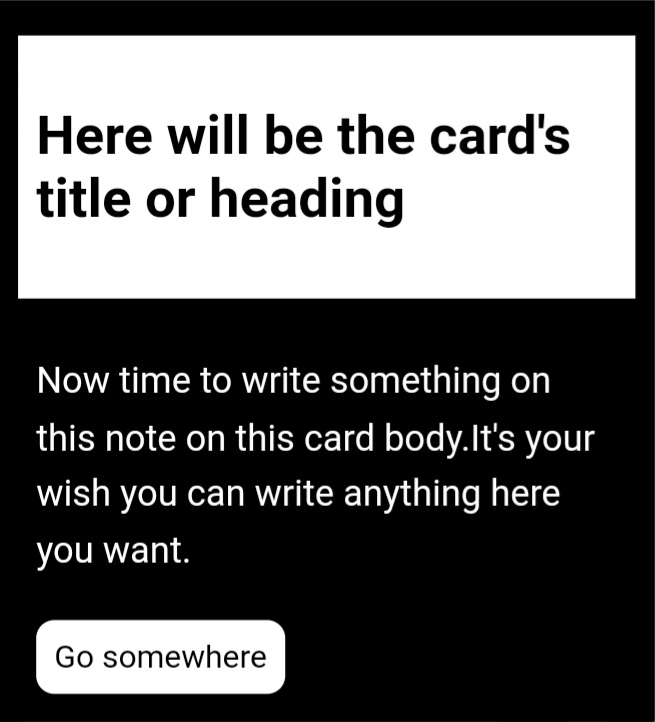 Here will be the card's
title or heading
Now time to write something on
this note on this card body.It's your
wish you can write anything here
you want.
Go somewhere